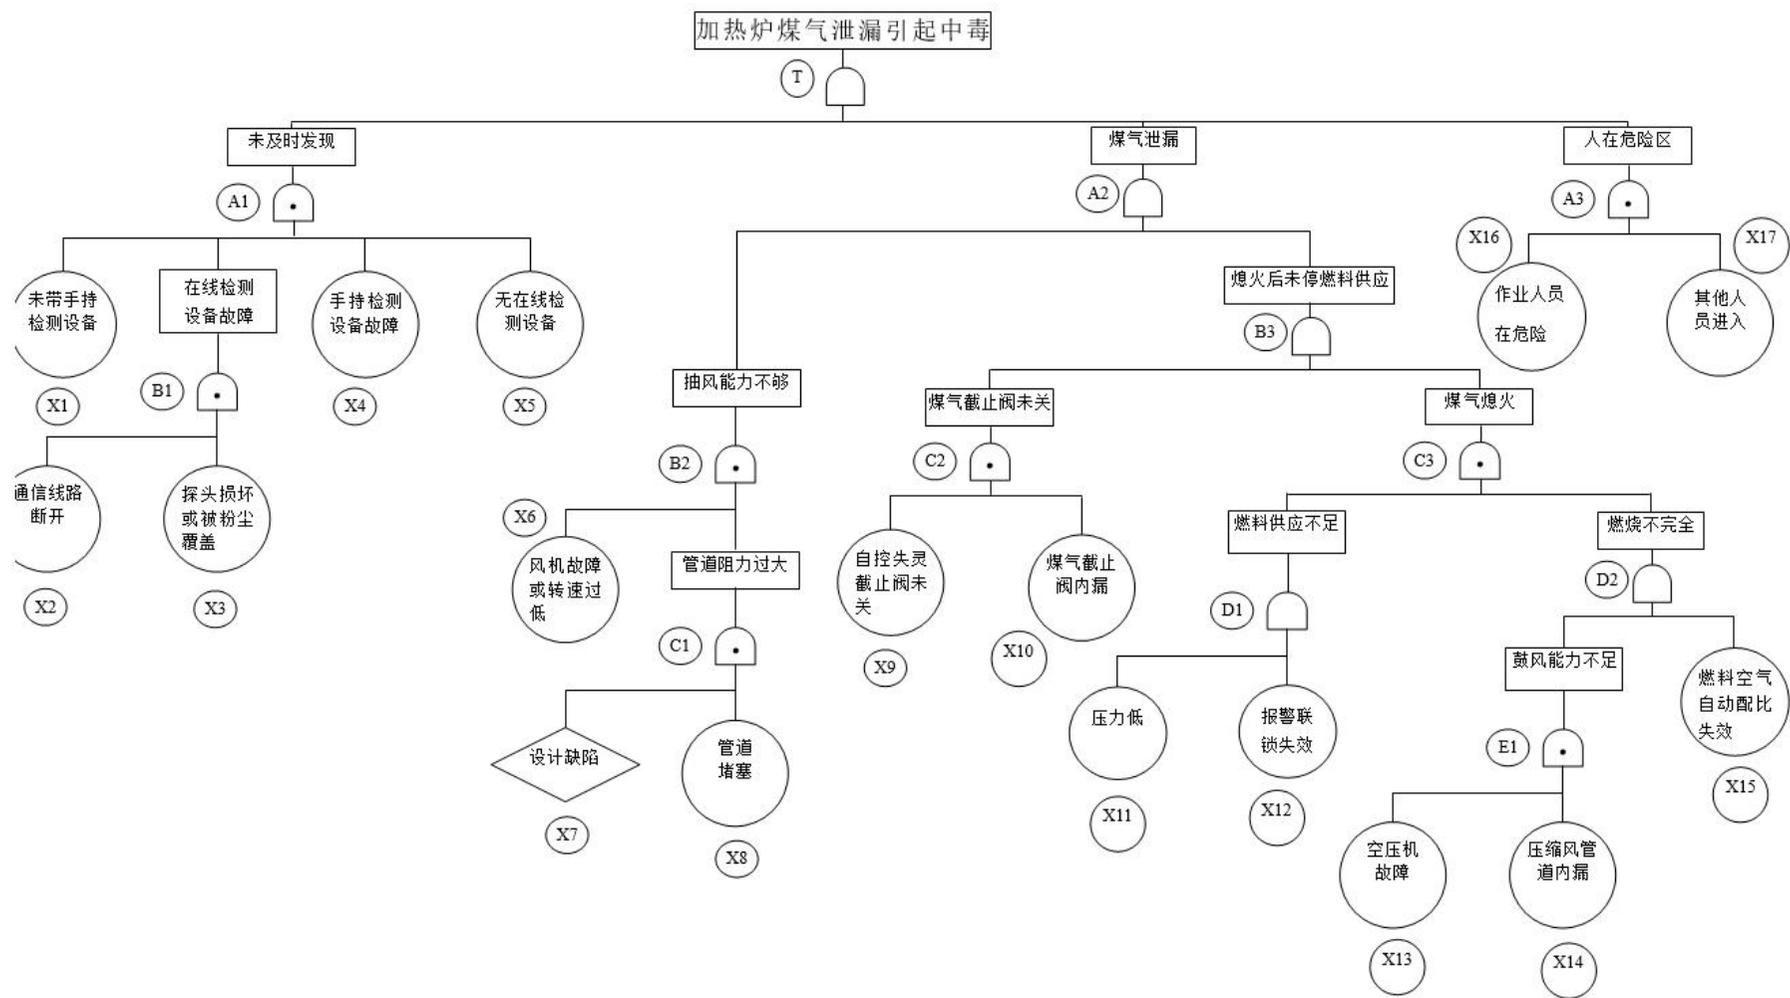 加热炉煤气泄漏引起中毒
T
未及时发现
煤气泄漏
人在危险区
A1
A2
A3
X16
X17
未带手持
检测设备
在线检测
设备故障
手持检测
设备故障
无在线检
测设备
熄火后未停燃料供应
作业人员
在危险
其他人
员进入
X1
B1
X4
X5
抽风能力不够
B3
煤气截止阀未关
煤气熄火
通信线路
断开
探头损坏
或被粉尘
覆盖
B2
C2
C3
X6
燃料供应不足
燃烧不完全
X2
X3
风机故障
或转速过
低
管道阻力过大
自控失灵
截止阀未
关
煤气截止
阀内漏
D1
D2
C1
X9
X10
鼓风能力不足
燃料空气
自动配比
失效
设计缺陷
管道
堵塞
压力低
报警联
锁失效
E1
X7
X8
X11
X12
X15
空压机
故障
压缩风管
道内漏
X13
X14